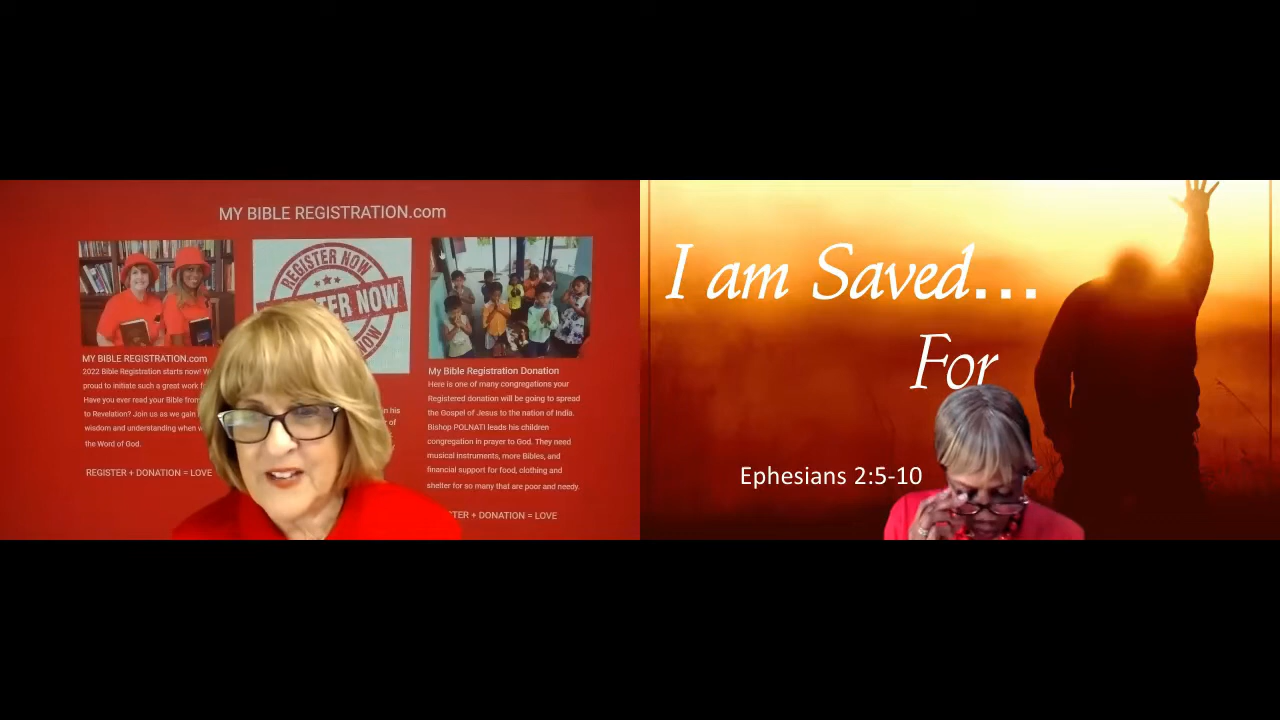 MY BIBLE REGISTRATION.com
REGISTER NOW
REGISTER NOW
NOW
MY BIBLE REGISTRATION.com
2022 Bible Registration starts now! W
proud to initiate such a great work f
Have you ever read your Bible from
to Revelation? Join us as we gain
wisdom and understanding when
the Word of God.
REGISTER + DONATION = LOVE
in his
of
My Bible Registration Donation
Here is one of many congregations your
Registered donation will be going to spread
the Gospel of Jesus to the nation of India.
Bishop POLNATI leads his children
congregation in prayer to God. They need
musical instruments, more Bibles, and
financial support for food, clothing and
shelter for so many that are poor and needy.
STER + DONATION = LOVE
I am Saved...
For
Ephesians 2:5-10